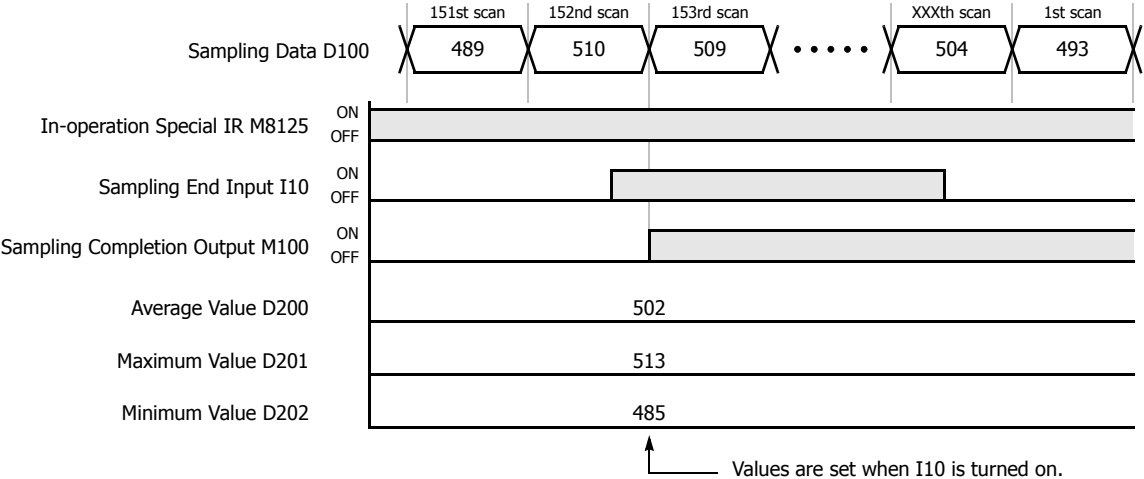 151st scan 152nd scan 153rd scan XXXth scan 1st scan
Sampling Data D100 489 510 509 504 493
In-operation Special IR M8125 ON
OFF
Sampling End Input I10 ON
OFF
Sampling Completion Output M100 ON
OFF
Average Value D200 502
Maximum Value D201 513
Minimum Value D202 485
Values are set when I10 is turned on.